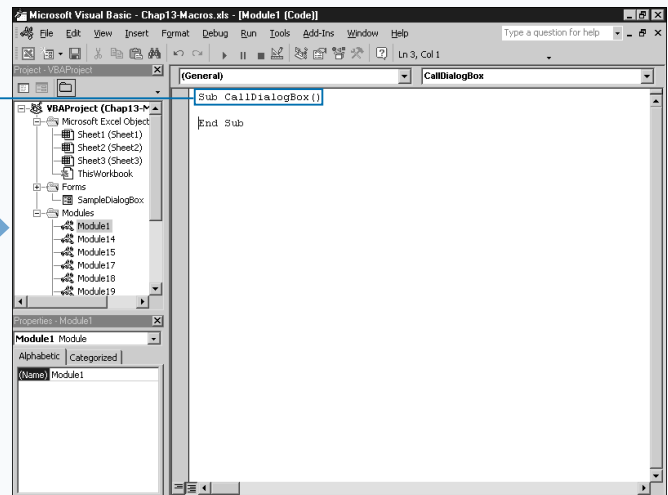 Microsoft Visual Basic - Chap13-Macros.xls - [Module1 (Code)]
File Edit View Insert Format Debug Run Tools Add-Ins Window Help Type a question for help
Ln 3, Col 1
Project - VBAProject
(General) CallDialogBox
Sub CallDialogBox()
End Sub
VBAProject (Chap13-M
Microsoft Excel Object
Sheet1 (Sheet1)
Sheet2 (Sheet2)
Sheet3 (Sheet3)
ThisWorkbook
Forms
SampleDialogBox
Modules
Module1
Module14
Module15
Module17
Module18
Module19
Properties - Module1
Module1 Module
Alphabetic Categorized
(Name) Module1